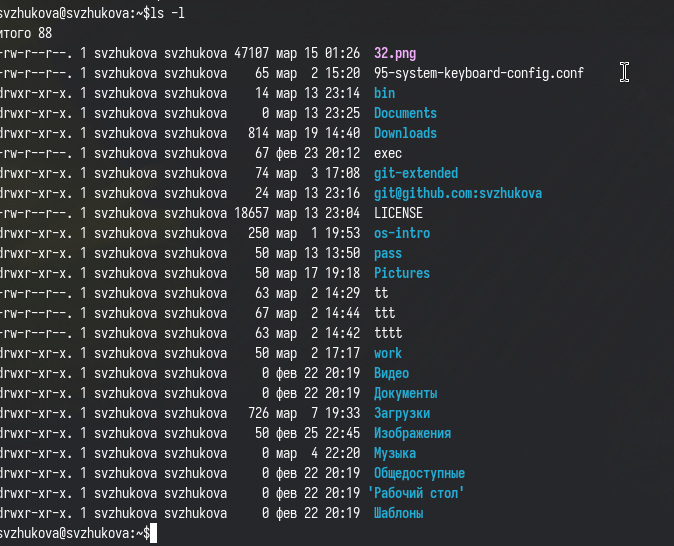 svzhukova@svzhukova:~$ls -l
итого 88
-rw-r--r--. 1 svzhukova svzhukova 47107 мар 15 01:26  32.png
-rw-r--r--. 1 svzhukova svzhukova    65 мар  2 15:20  95-system-keyboard-config.conf
drwxr-xr-x. 1 svzhukova svzhukova    14 мар 13 23:14  bin
drwxr-xr-x. 1 svzhukova svzhukova     0 мар 13 23:25  Documents
drwxr-xr-x. 1 svzhukova svzhukova   814 мар 19 14:40  Downloads
-rw-r--r--. 1 svzhukova svzhukova    67 фев 23 20:12  exec
drwxr-xr-x. 1 svzhukova svzhukova    74 мар  3 17:08  git-extended
drwxr-xr-x. 1 svzhukova svzhukova    24 мар 13 23:16  git@github.com:svzhukova
-rw-r--r--. 1 svzhukova svzhukova 18657 мар 13 23:04  LICENSE
drwxr-xr-x. 1 svzhukova svzhukova   250 мар  1 19:53  os-intro
drwxr-xr-x. 1 svzhukova svzhukova    50 мар 13 13:50  pass
drwxr-xr-x. 1 svzhukova svzhukova    50 мар 17 19:18  Pictures
-rw-r--r--. 1 svzhukova svzhukova    63 мар  2 14:29  tt
-rw-r--r--. 1 svzhukova svzhukova    67 мар  2 14:44  ttt
-rw-r--r--. 1 svzhukova svzhukova    63 мар  2 14:42  tttt
drwxr-xr-x. 1 svzhukova svzhukova    50 мар  2 17:17  work
drwxr-xr-x. 1 svzhukova svzhukova     0 фев 22 20:19  Видео
drwxr-xr-x. 1 svzhukova svzhukova     0 фев 22 20:19  Документы
drwxr-xr-x. 1 svzhukova svzhukova   726 мар  7 19:33  Загрузки
drwxr-xr-x. 1 svzhukova svzhukova    50 фев 25 22:45  Изображения
drwxr-xr-x. 1 svzhukova svzhukova     0 мар  4 22:20  Музыка
drwxr-xr-x. 1 svzhukova svzhukova     0 фев 22 20:19  Общедоступные
drwxr-xr-x. 1 svzhukova svzhukova     0 фев 22 20:19 'Рабочий стол'
drwxr-xr-x. 1 svzhukova svzhukova     0 фев 22 20:19  Шаблоны
svzhukova@svzhukova:~$